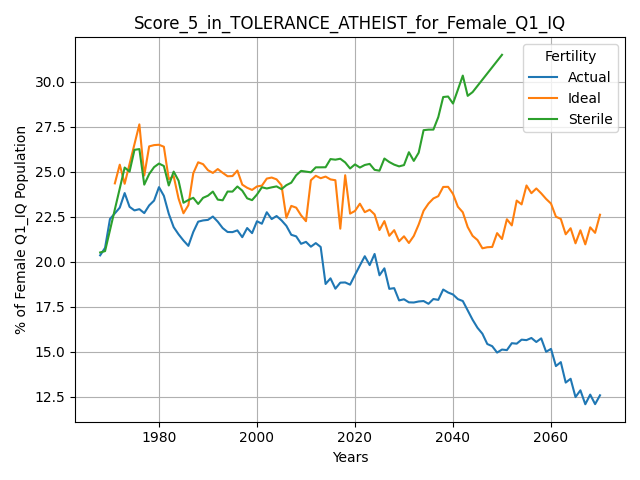 Score_5_in_TOLERANCE_ATHEIST_for_Female_Q1_IQ
% of Female Q1_IQ Population
30.0
27.5
25.0
22.5
20.0
17.5
15.0
12.5
Fertility
Actual
Ideal
Sterile
1980
2000
2020
2040
2060
Years